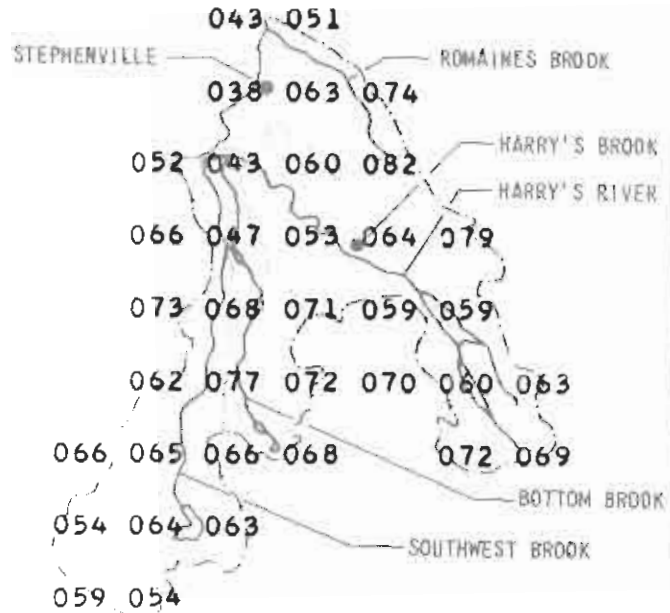 043 051
STEPHENVILLE ROMAINES BROOK
038 063 074
HARRY'S BROOK
052 043 060 082
HARRY'S RIVER
066 047 053 064 079
073 068 071 059 059
062 077 072 070 060 063
066 065 066 068 072 069
BOTTOM BROOK
054 064 063
SOUTHWEST BROOK
059 054